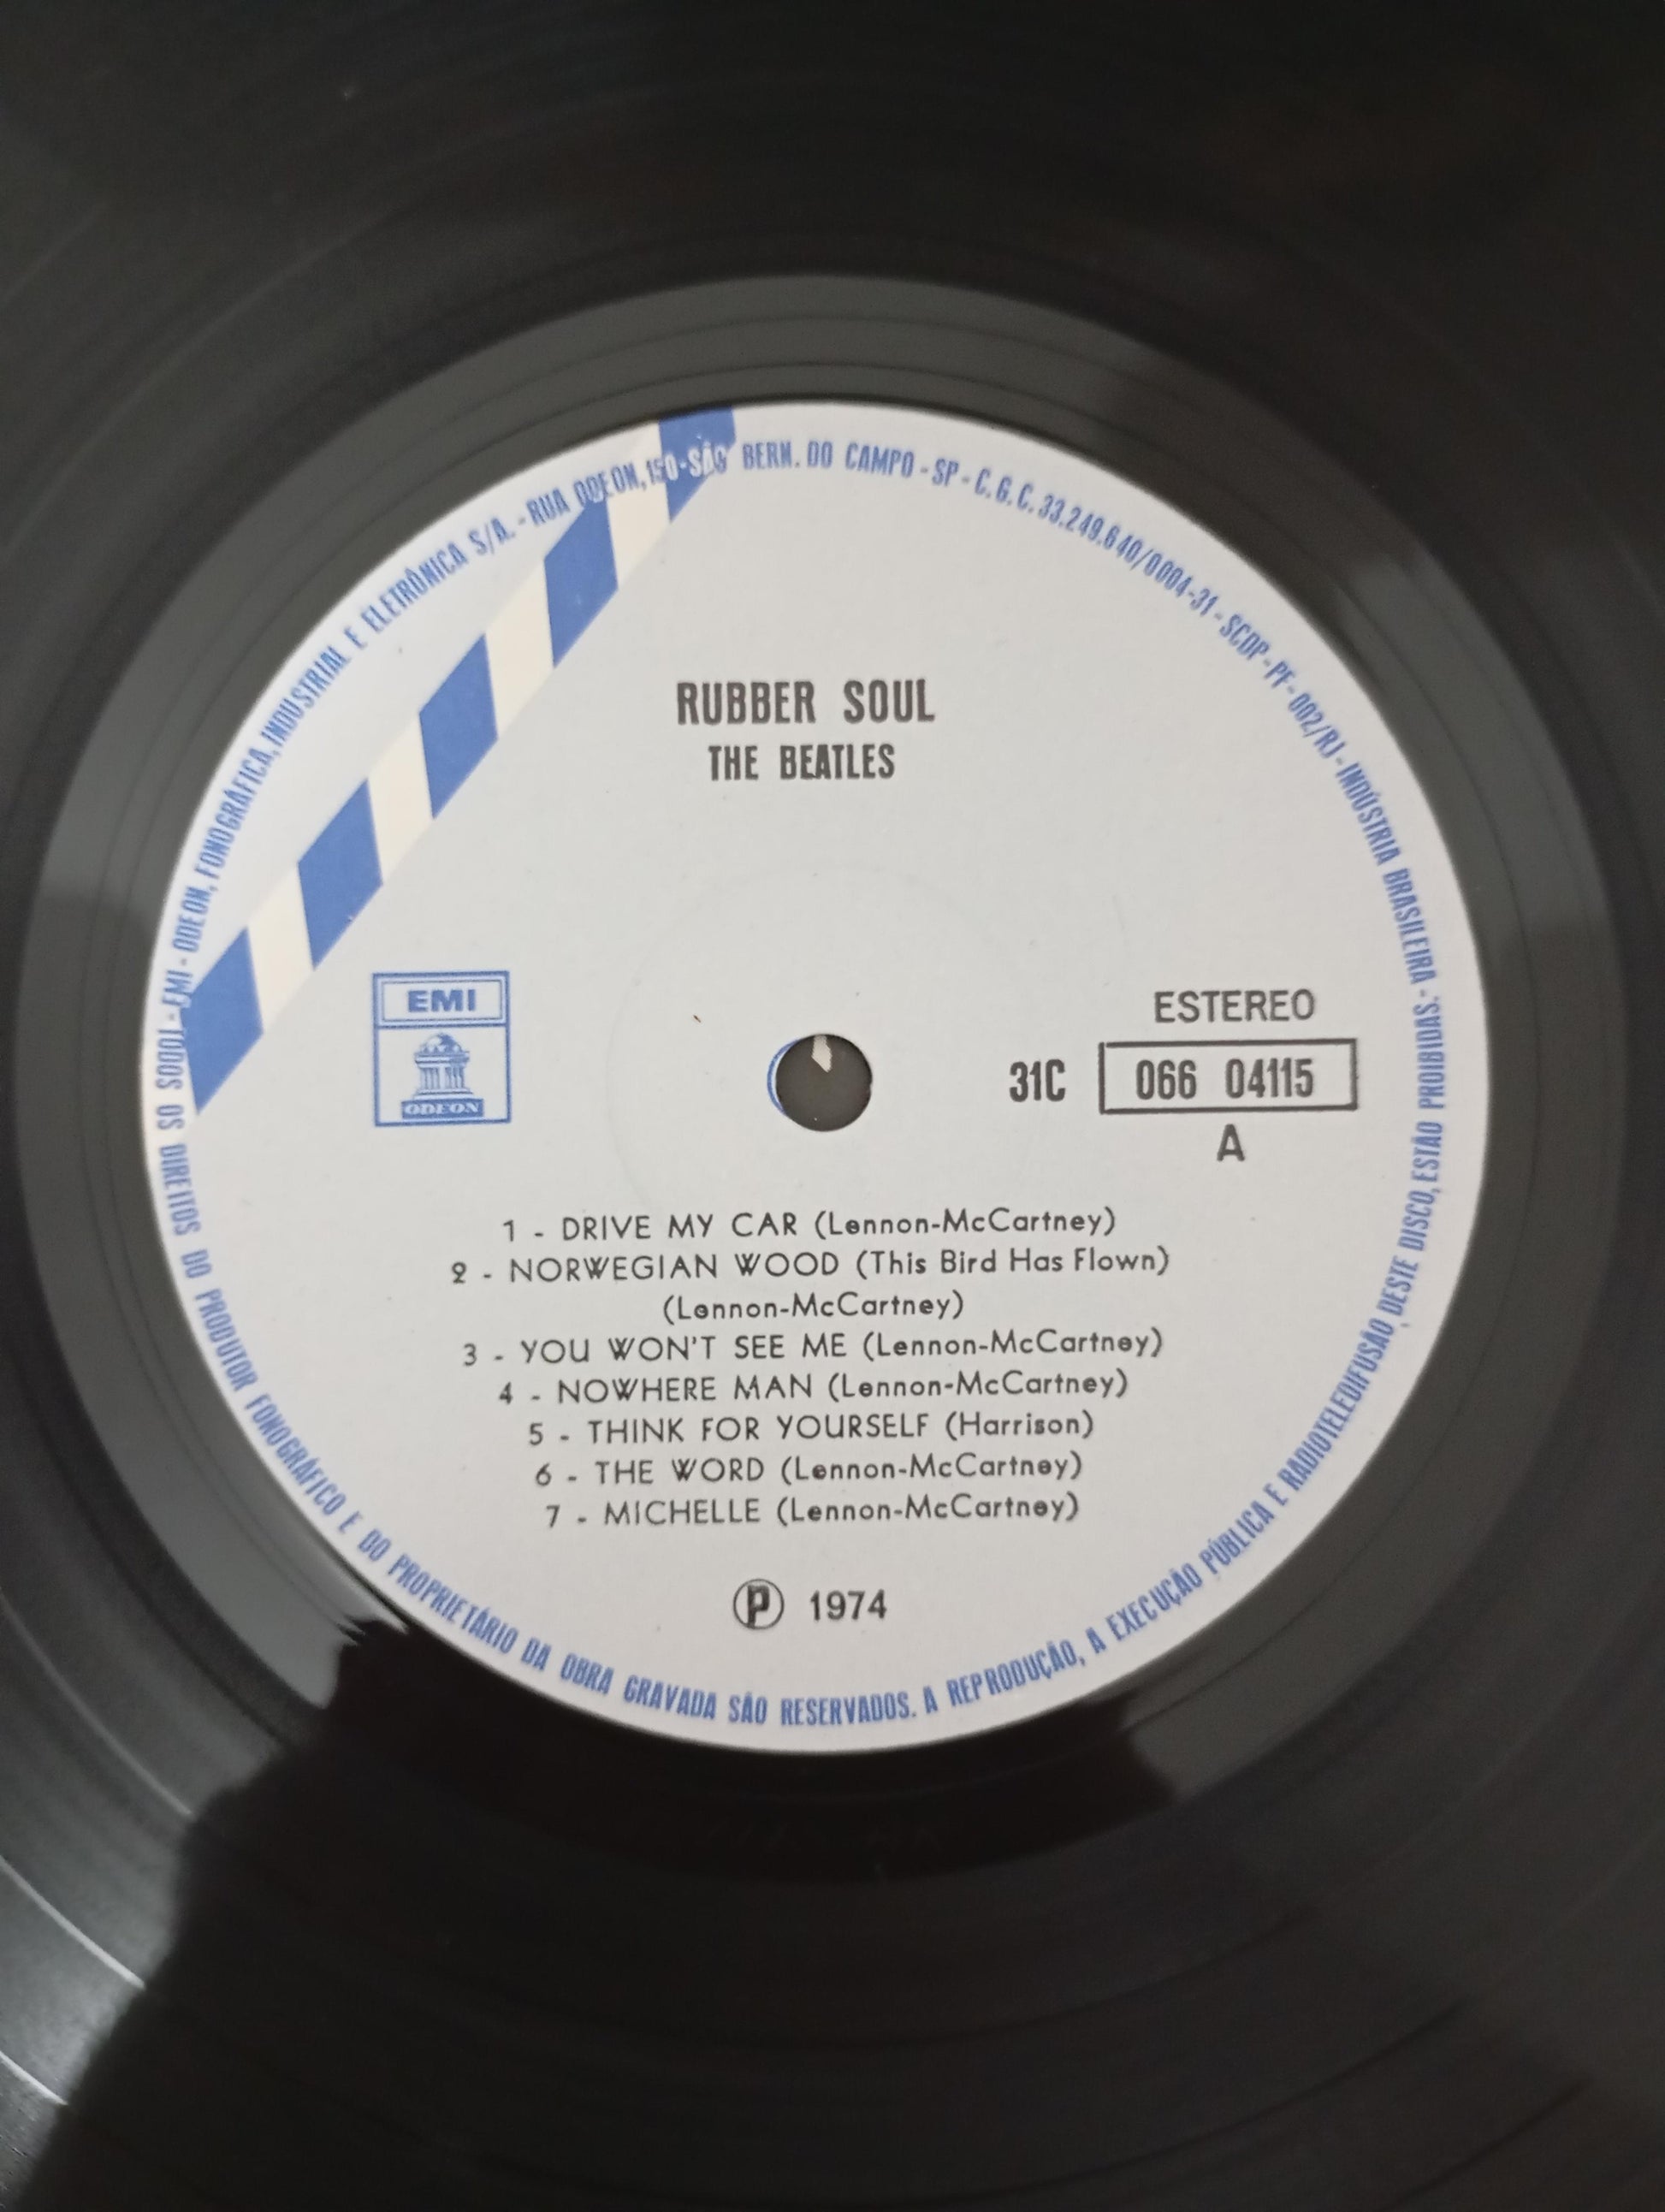 EMI - ODEON, FONOGRÁFICA, INDUSTRIAL E ELETRÔNICA S/A. - RUA ODEON, 150 - SÃO BERN. DO CAMPO - SP - C.G.C. 33.249.640/0004-31 - SCDP - PF - 002/RJ - INDÚSTRIA BRASILEIRA. - TODOS OS DIREITOS DO PRODUTOR FONOGRÁFICO E DO PROPRIETÁRIO DA OBRA GRAVADA SÃO RESERVADOS. A REPRODUÇÃO, A EXECUÇÃO PÚBLICA E RADIOTELEDIFUSÃO DESTE DISCO, ESTÃO PROIBIDAS. -
RUBBER SOUL
THE BEATLES
EMI
ODEON
ESTEREO
31C 066 04115
A
1 - DRIVE MY CAR (Lennon-McCartney)
2 - NORWEGIAN WOOD (This Bird Has Flown)
(Lennon-McCartney)
3 - YOU WON'T SEE ME (Lennon-McCartney)
4 - NOWHERE MAN (Lennon-McCartney)
5 - THINK FOR YOURSELF (Harrison)
6 - THE WORD (Lennon-McCartney)
7 - MICHELLE (Lennon-McCartney)
℗ 1974